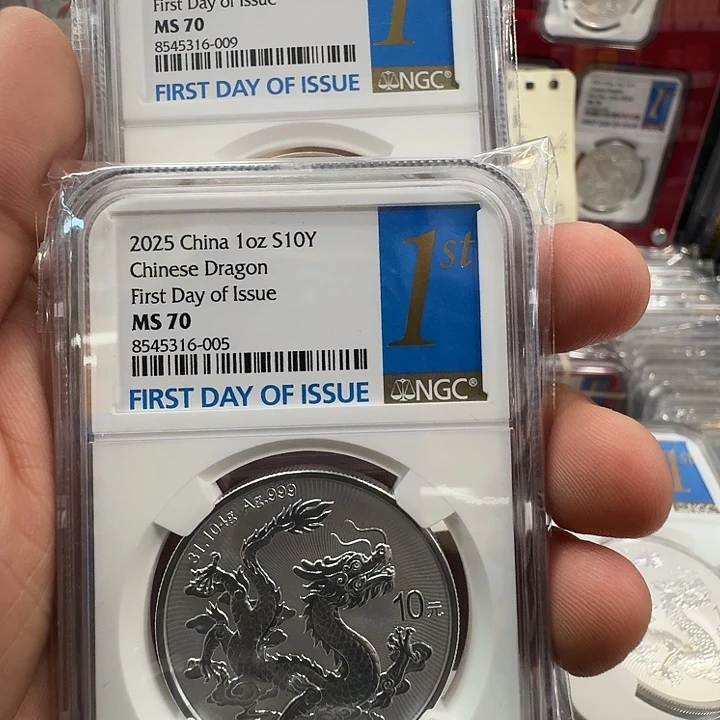 First Day of Issue
MS 70
8545316-009
FIRST DAY OF ISSUE
NGC®
2025 China 1oz S10Y
Chinese Dragon
First Day of Issue
MS 70
8545316-005
FIRST DAY OF ISSUE
1st
NGC®
31.104g Ag.999
10元